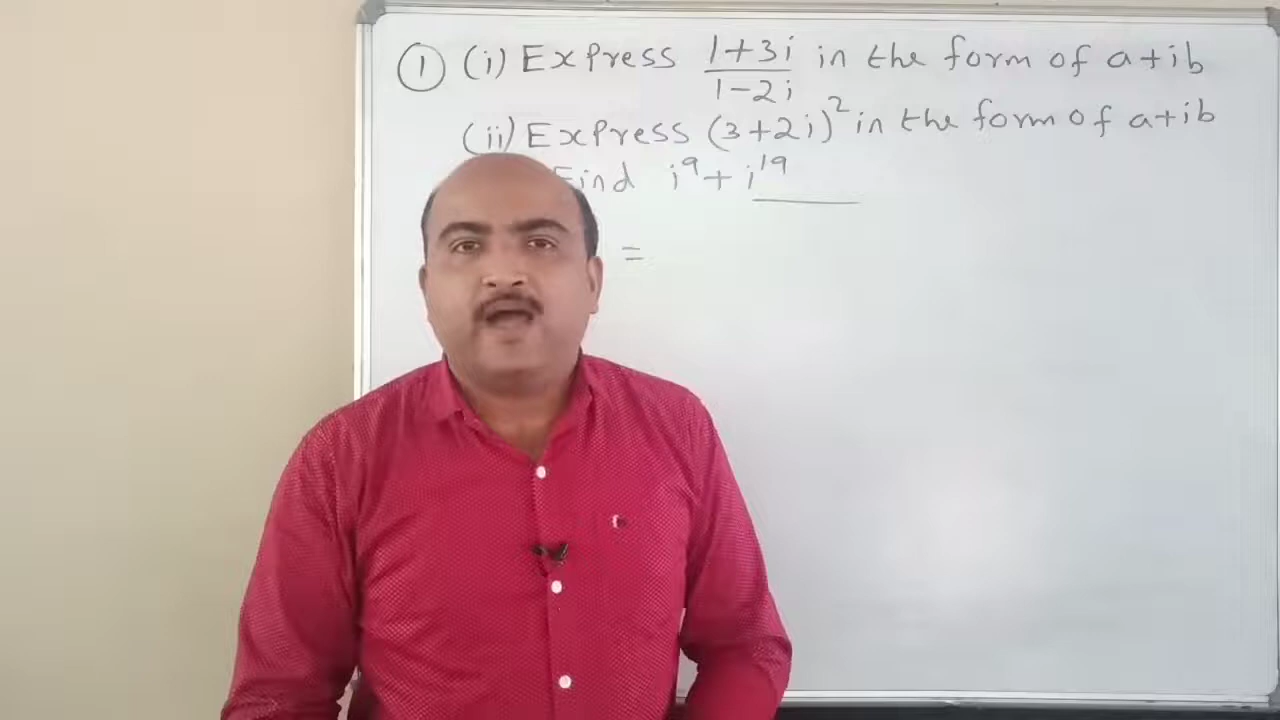 ① (i) Express 1+3i/1-2i in the form of a+ib
(ii) Express (3+2i)² in the form of a+ib
Find i⁹+i¹⁹
=